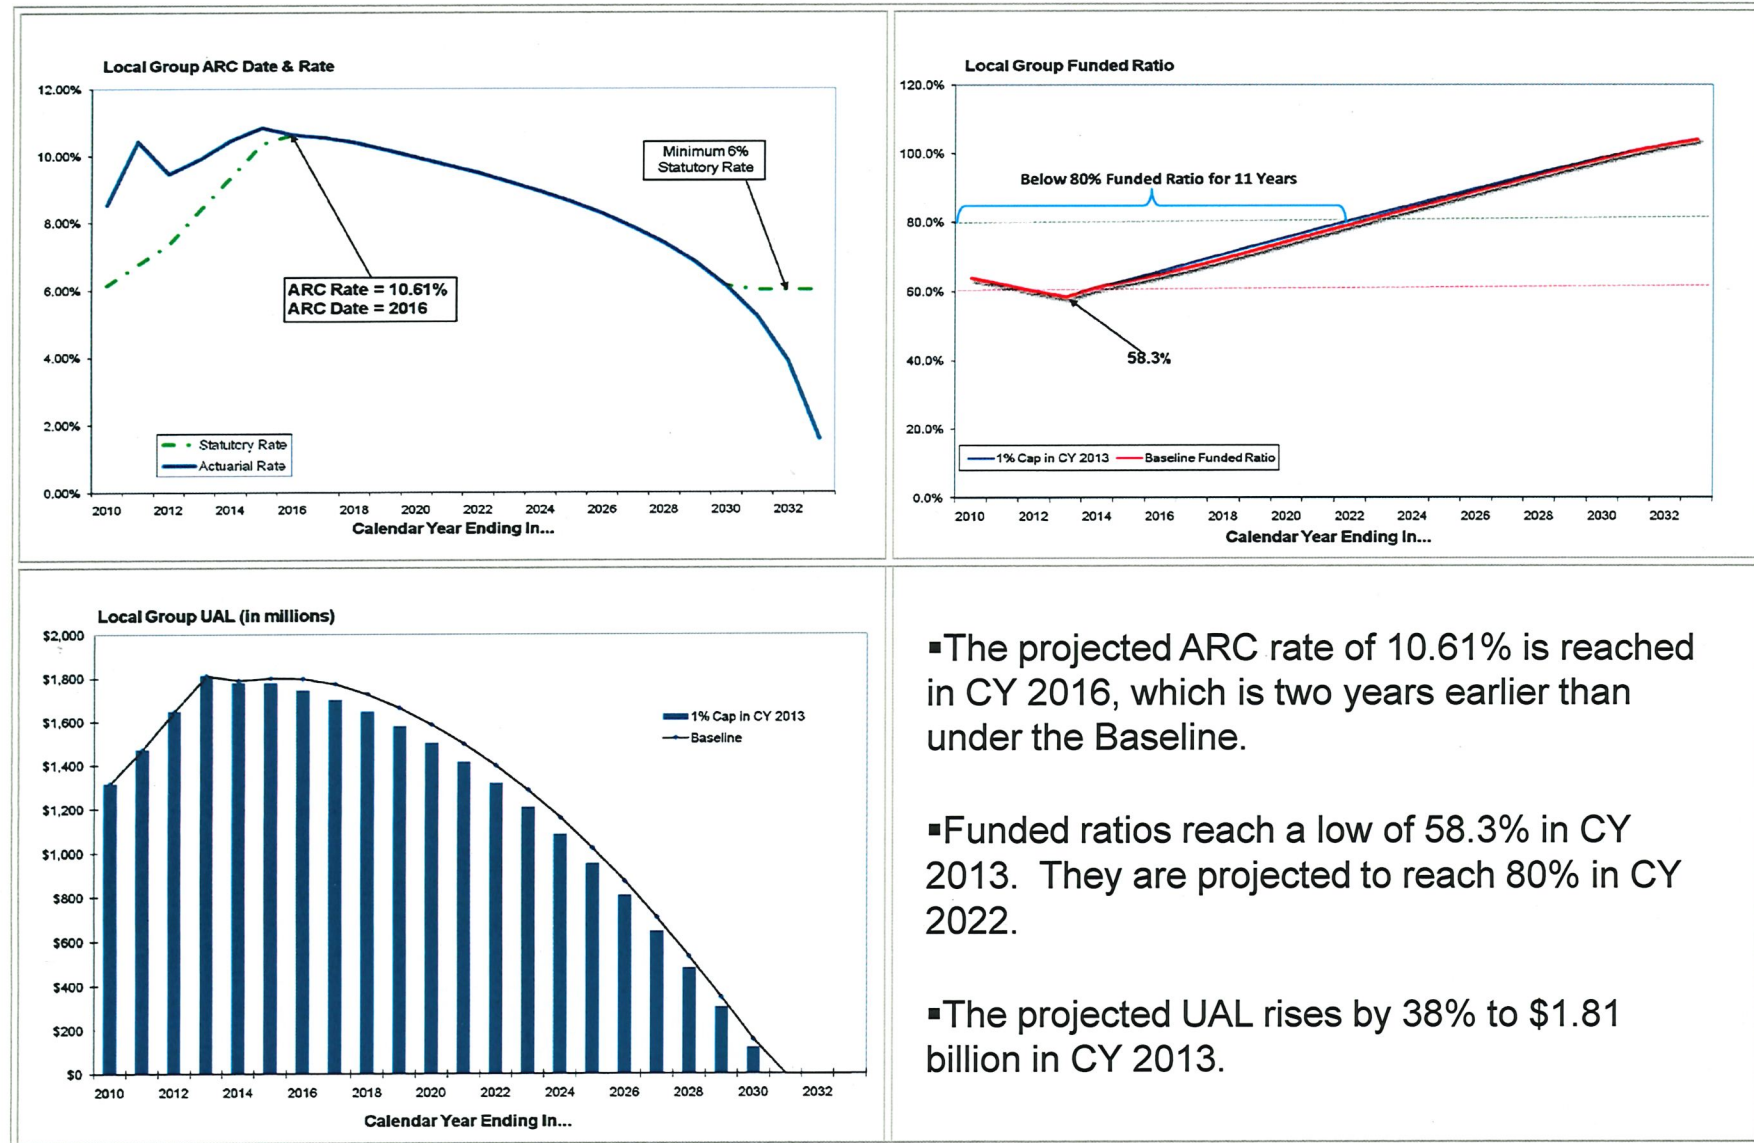 Local Group ARC Date & Rate
12.00%
10.00%
8.00%
6.00%
4.00%
2.00%
0.00%
Minimum 6%
Statutory Rate
ARC Rate = 10.61%
ARC Date = 2016
Statutory Rate
Actuarial Rate
2010 2012 2014 2016 2018 2020 2022 2024 2026 2028 2030 2032
Calendar Year Ending In...
Local Group Funded Ratio
120.0%
100.0%
80.0%
60.0%
40.0%
20.0%
0.0%
Below 80% Funded Ratio for 11 Years
58.3%
1% Cap in CY 2013 Baseline Funded Ratio
2010 2012 2014 2016 2018 2020 2022 2024 2026 2028 2030 2032
Calendar Year Ending In...
Local Group UAL (in millions)
$2,000
$1,800
$1,600
$1,400
$1,200
$1,000
$800
$600
$400
$200
$0
1% Cap in CY 2013
Baseline
2010 2012 2014 2016 2018 2020 2022 2024 2026 2028 2030 2032
Calendar Year Ending In...
▪The projected ARC rate of 10.61% is reached
in CY 2016, which is two years earlier than
under the Baseline.
▪Funded ratios reach a low of 58.3% in CY
2013. They are projected to reach 80% in CY
2022.
▪The projected UAL rises by 38% to $1.81
billion in CY 2013.